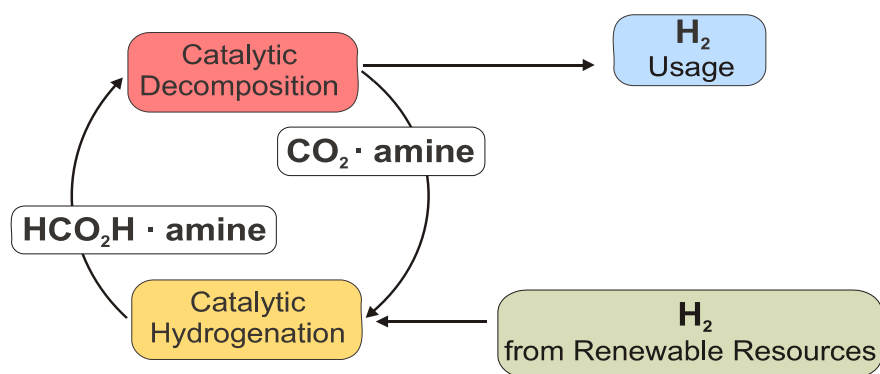 Catalytic
Decomposition
H₂
Usage
CO₂ · amine
HCO₂H · amine
Catalytic
Hydrogenation
H₂
from Renewable Resources